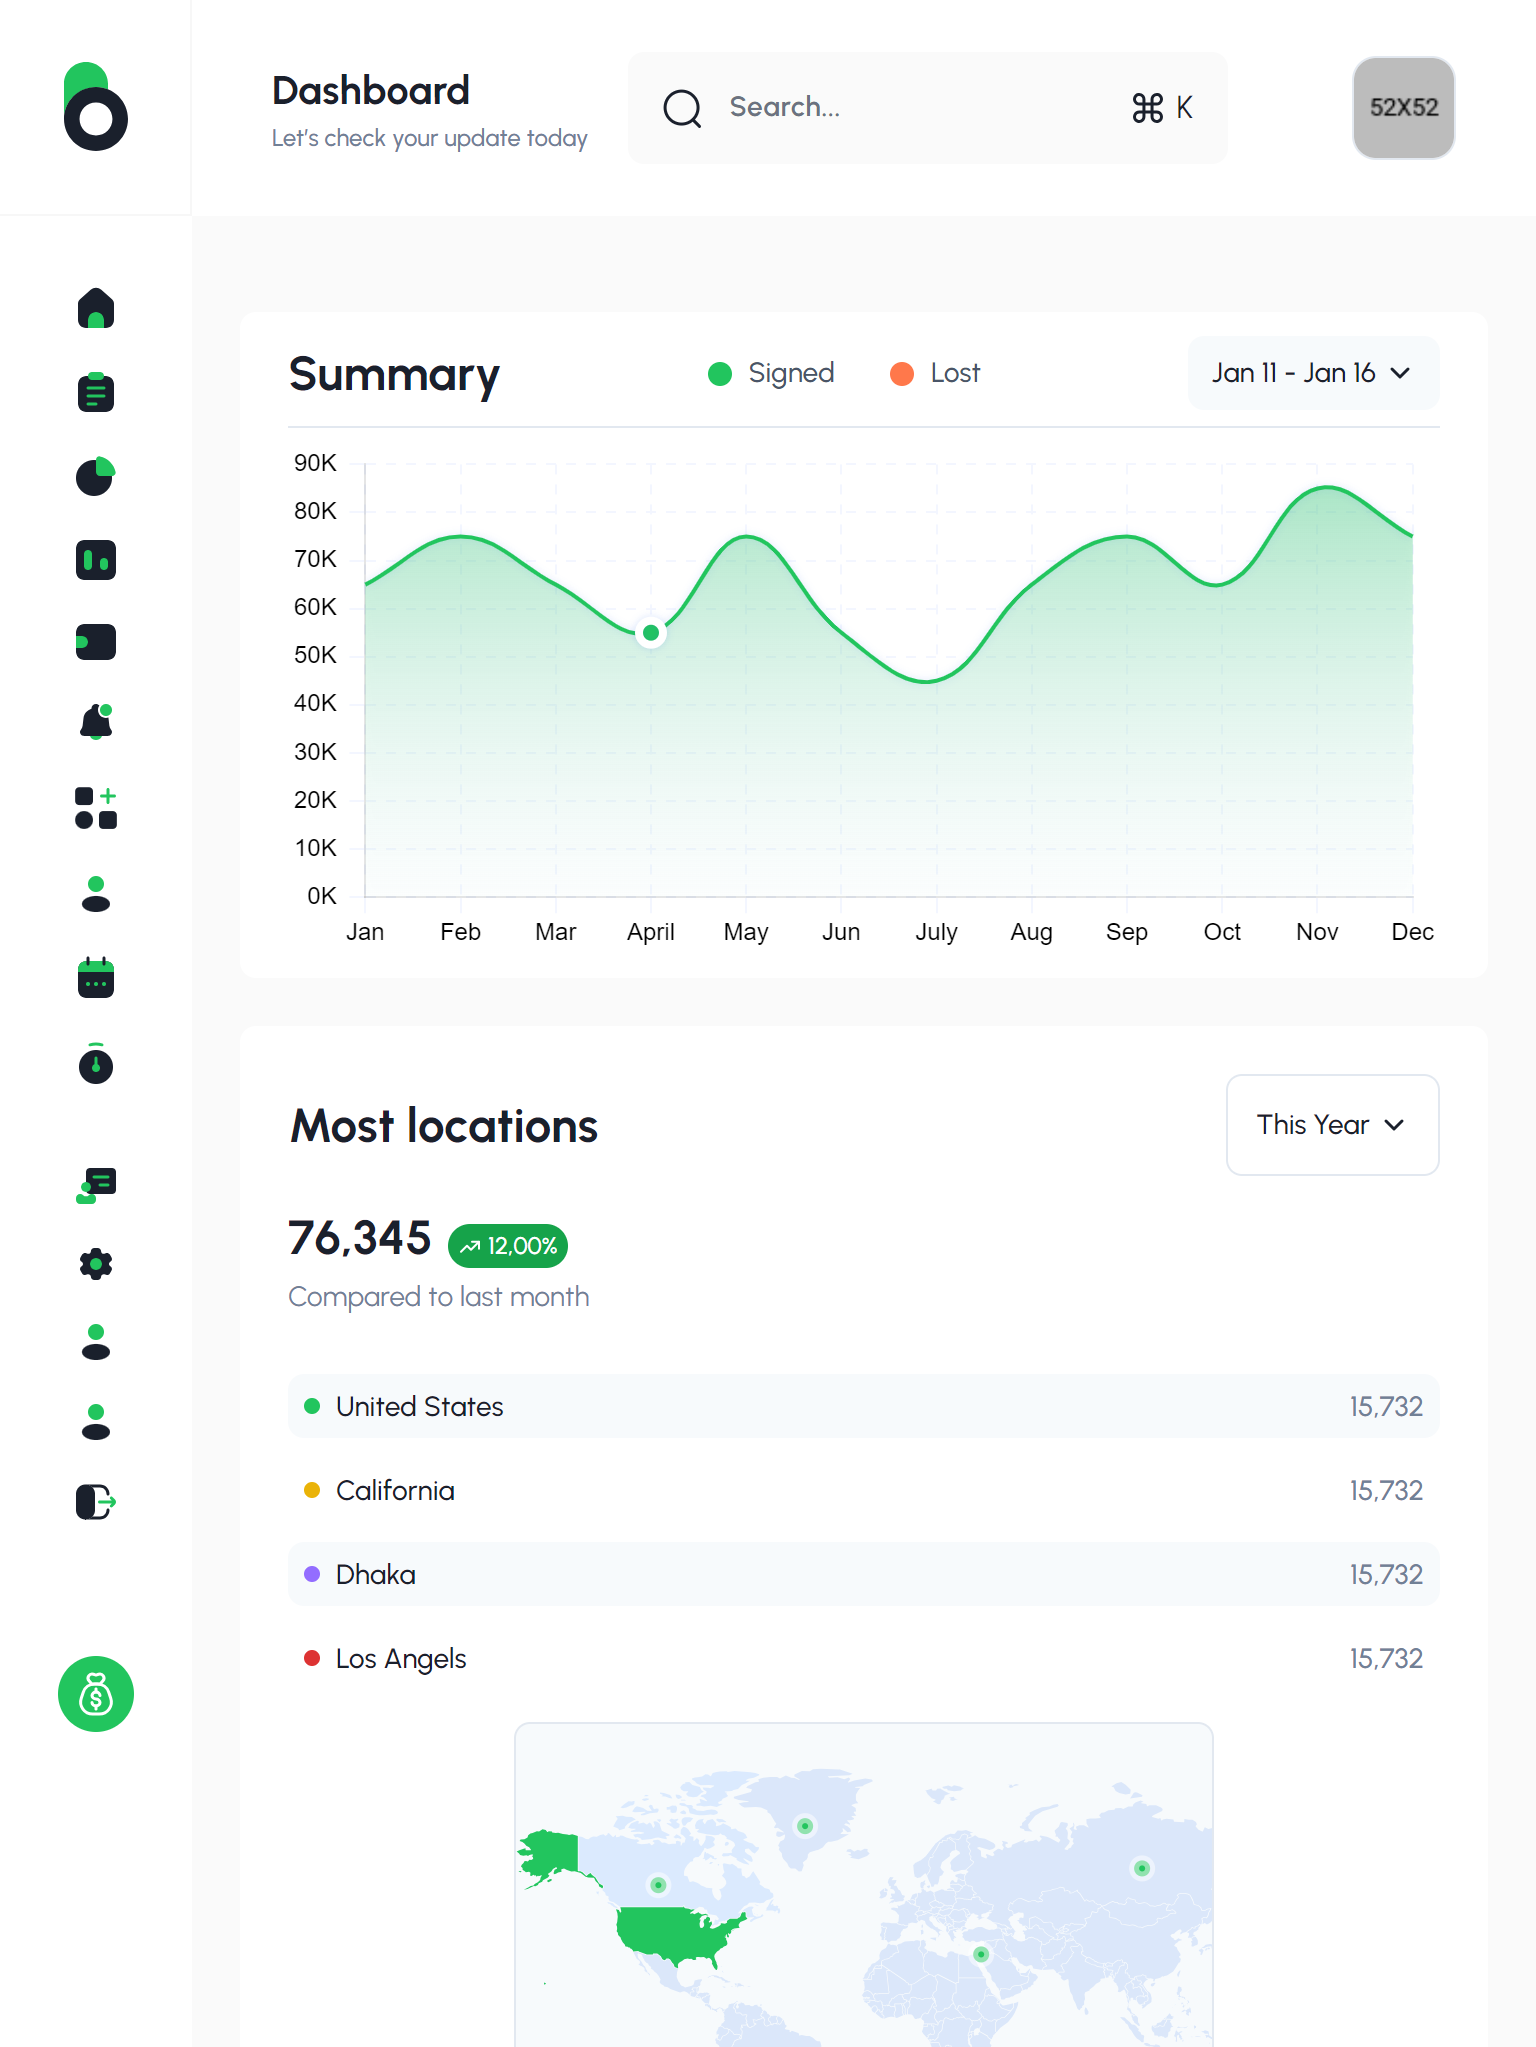 Dashboard
Let's check your update today
Search...
⌘ K
52X52
Summary
Signed
Lost
Jan 11 - Jan 16
90K
80K
70K
60K
50K
40K
30K
20K
10K
0K
Jan Feb Mar April May Jun July Aug Sep Oct Nov Dec
Most locations
This Year
76,345
12,00%
Compared to last month
United States 15,732
California 15,732
Dhaka 15,732
Los Angels 15,732
$